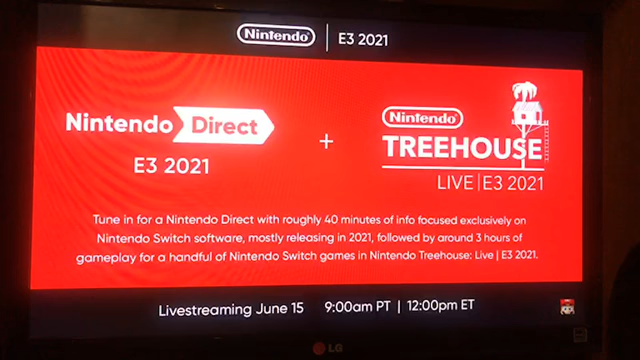 Nintendo | E3 2021
Nintendo Direct + Nintendo
TREEHOUSE
E3 2021
LIVE | E3 2021
Tune in for a Nintendo Direct with roughly 40 minutes of info focused exclusively on
Nintendo Switch software, mostly releasing in 2021, followed by around 3 hours of
gameplay for a handful of Nintendo Switch games in Nintendo Treehouse: Live | E3 2021.
Livestreaming June 15 9:00am PT | 12:00pm ET
LG